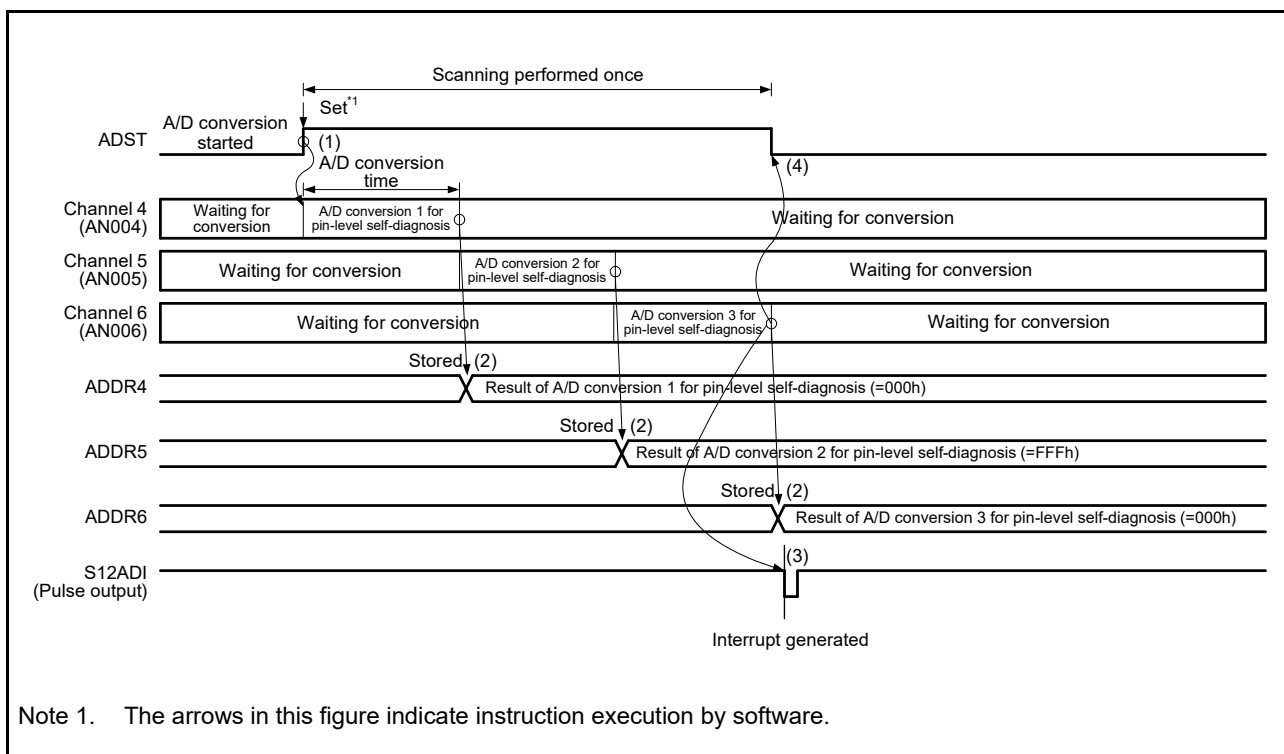 Scanning performed once
Set*1
A/D conversion
started
ADST
(1)
(4)
A/D conversion
time
Channel 4
(AN004)
Waiting for
conversion
A/D conversion 1 for
pin-level self-diagnosis
Waiting for conversion
Channel 5
(AN005)
Waiting for conversion
A/D conversion 2 for
pin-level self-diagnosis
Waiting for conversion
Channel 6
(AN006)
Waiting for conversion
A/D conversion 3 for
pin-level self-diagnosis
Waiting for conversion
Stored (2)
ADDR4
Result of A/D conversion 1 for pin-level self-diagnosis (=000h)
Stored (2)
ADDR5
Result of A/D conversion 2 for pin-level self-diagnosis (=FFFh)
Stored (2)
ADDR6
Result of A/D conversion 3 for pin-level self-diagnosis (=000h)
(3)
S12ADI
(Pulse output)
Interrupt generated
Note 1. The arrows in this figure indicate instruction execution by software.